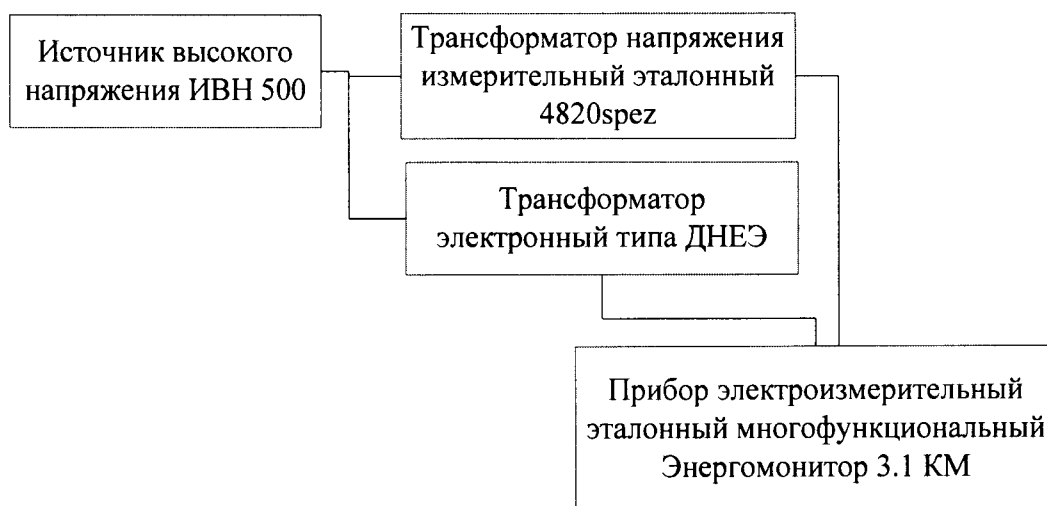 Источник высокого
напряжения ИВН 500
Трансформатор напряжения
измерительный эталонный
4820spez
Трансформатор
электронный типа ДНЕЭ
Прибор электроизмерительный
эталонный многофункциональный
Энергомонитор 3.1 КМ